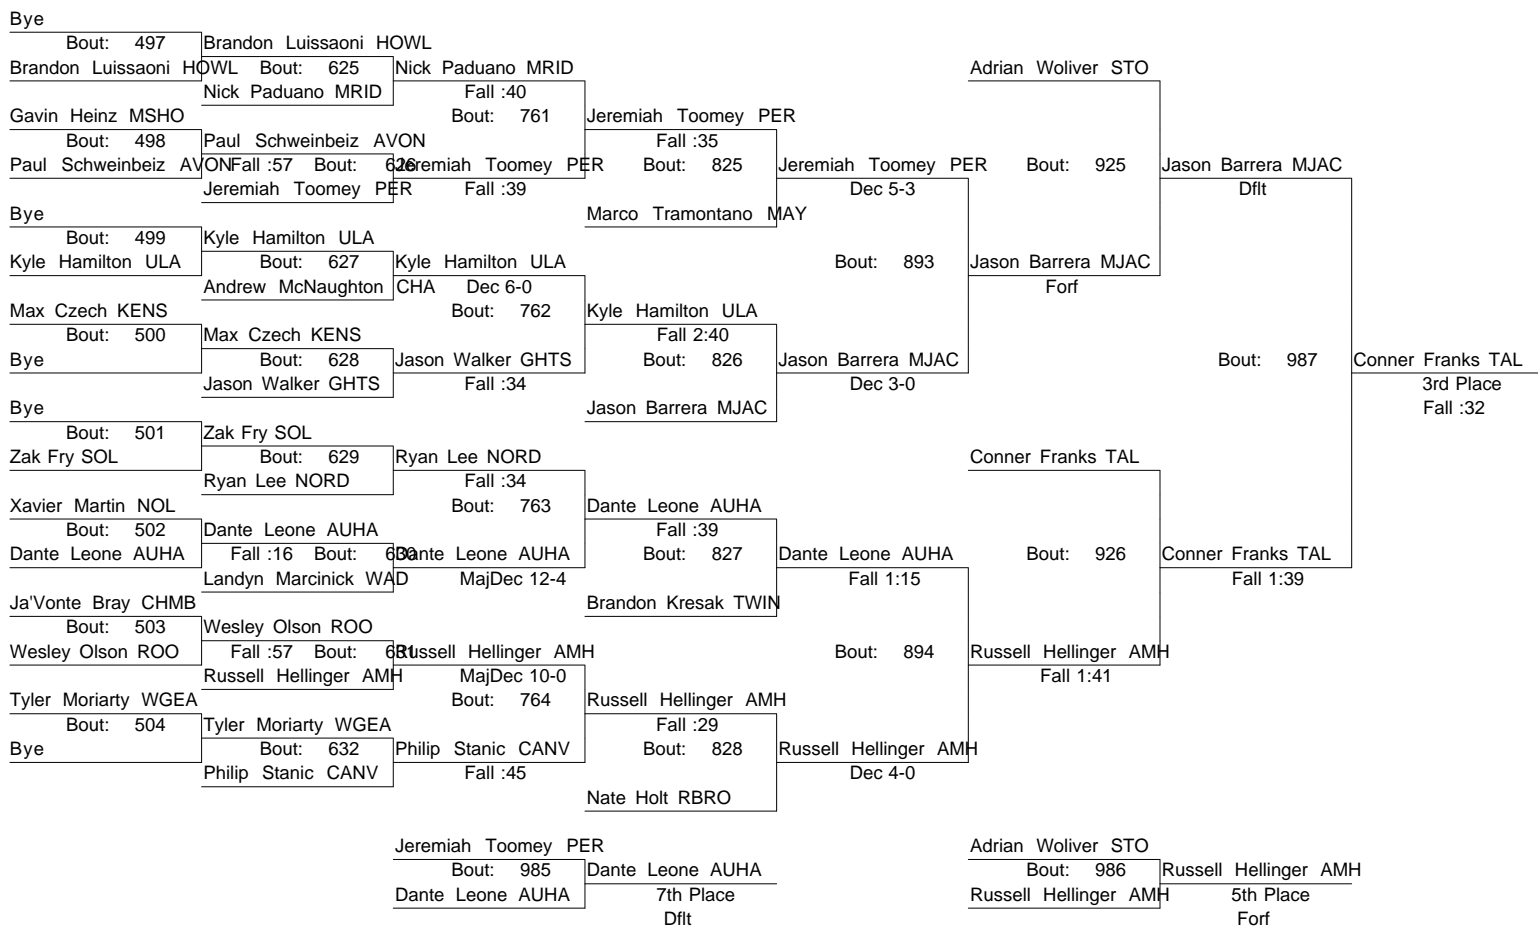 Bye
Bout: 497 Brandon Luissaoni HOWL
Brandon Luissaoni HOWL Bout: 625 Nick Paduano MRID Adrian Woliver STO
Nick Paduano MRID Fall :40
Gavin Heinz MSHO Bout: 761 Jeremiah Toomey PER
Bout: 498 Paul Schweinbeiz AVON Fall :35
Paul Schweinbeiz AVON Fall :57 Bout: 626 Jeremiah Toomey PER Bout: 825 Jeremiah Toomey PER Bout: 925 Jason Barrera MJAC
Jeremiah Toomey PER Fall :39 Dec 5-3 Dflt
Bye Marco Tramontano MAY
Bout: 499 Kyle Hamilton ULA
Kyle Hamilton ULA Bout: 627 Kyle Hamilton ULA Bout: 893 Jason Barrera MJAC
Andrew McNaughton CHA Dec 6-0 Forf
Max Czech KENS Bout: 762 Kyle Hamilton ULA
Bout: 500 Max Czech KENS Fall 2:40
Bye Bout: 628 Jason Walker GHTS Bout: 826 Jason Barrera MJAC Bout: 987 Conner Franks TAL
Jason Walker GHTS Fall :34 Dec 3-0 3rd Place
Bye Jason Barrera MJAC Fall :32
Bout: 501 Zak Fry SOL
Zak Fry SOL Bout: 629 Ryan Lee NORD Conner Franks TAL
Ryan Lee NORD Fall :34
Xavier Martin NOL Bout: 763 Dante Leone AUHA
Bout: 502 Dante Leone AUHA Fall :39
Dante Leone AUHA Fall :16 Bout: 630 Dante Leone AUHA Bout: 827 Dante Leone AUHA Bout: 926 Conner Franks TAL
Landyn Marcinick WAD MajDec 12-4 Fall 1:15 Fall 1:39
Ja'Vonte Bray CHMB Brandon Kresak TWIN
Bout: 503 Wesley Olson ROO
Wesley Olson ROO Fall :57 Bout: 631 Russell Hellinger AMH Bout: 894 Russell Hellinger AMH
Russell Hellinger AMH MajDec 10-0 Fall 1:41
Tyler Moriarty WGEA Bout: 764 Russell Hellinger AMH
Bout: 504 Tyler Moriarty WGEA Fall :29
Bye Bout: 632 Philip Stanic CANV Bout: 828 Russell Hellinger AMH
Philip Stanic CANV Fall :45 Dec 4-0
Nate Holt RBRO
Jeremiah Toomey PER Adrian Woliver STO
Bout: 985 Dante Leone AUHA Bout: 986 Russell Hellinger AMH
Dante Leone AUHA 7th Place Russell Hellinger AMH 5th Place
Dflt Forf